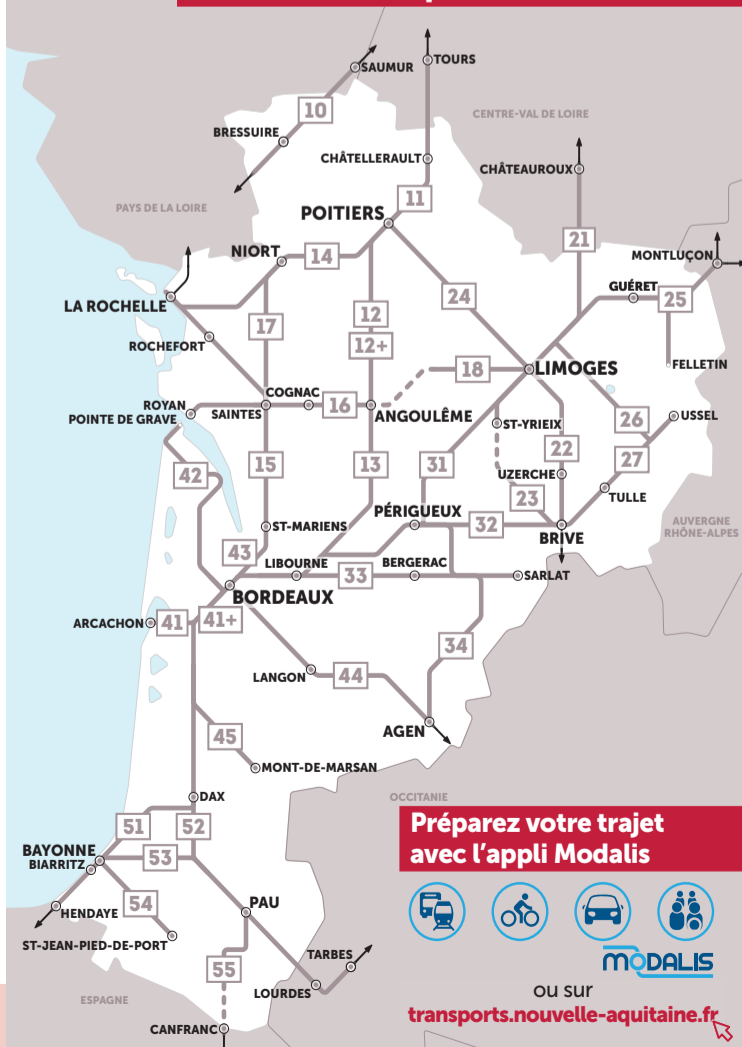 SAUMUR
TOURS
10
CENTRE-VAL DE LOIRE
BRESSUIRE
CHÂTELLERAULT
CHÂTEAUROUX
11
PAYS DE LA LOIRE
POITIERS
21
NIORT
14
MONTLUÇON
GUÉRET
24
25
LA ROCHELLE
12
17
12+
ROCHEFORT
18
LIMOGES
FELLETIN
COGNAC
ROYAN
16
POINTE DE GRAVE
SAINTES
ANGOULÊME
USSEL
ST-YRIEIX
26
22
27
15
13
31
42
UZERCHE
23
TULLE
PÉRIGUEUX
ST-MARIENS
32
AUVERGNE
RHÔNE-ALPES
BRIVE
43
LIBOURNE
33
BERGERAC
SARLAT
BORDEAUX
ARCACHON
41
41+
34
LANGON
44
AGEN
45
MONT-DE-MARSAN
DAX
OCCITANIE
51
52
Préparez votre trajet
avec l’appli Modalis
BAYONNE
BIARRITZ
53
54
HENDAYE
PAU
ST-JEAN-PIED-DE-PORT
TARBES
55
LOURDES
MODALIS
ou sur
ESPAGNE
transports.nouvelle-aquitaine.fr
CANFRANC